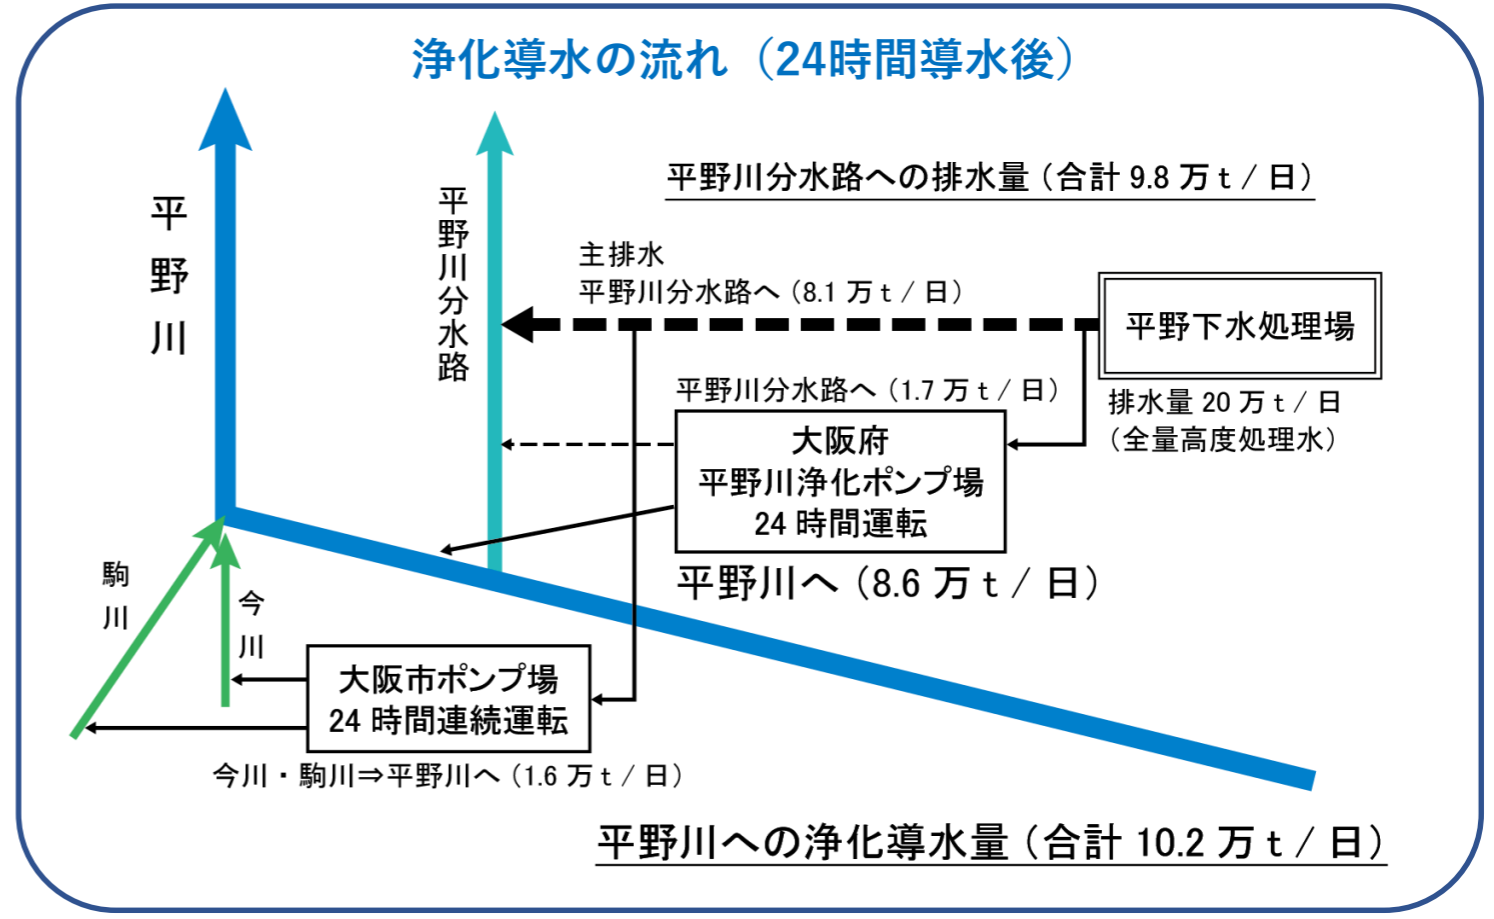 浄化導水の流れ（24時間導水後）
平野川
平野川分水路
平野川分水路への排水量（合計 9.8 万ｔ/ 日）
主排水
平野川分水路へ（8.1 万ｔ/ 日）
平野下水処理場
排水量 20 万ｔ/ 日
（全量高度処理水）
平野川分水路へ（1.7 万ｔ/ 日）
大阪府
平野川浄化ポンプ場
24 時間運転
平野川へ（8.6 万ｔ/ 日）
駒川
今川
大阪市ポンプ場
24 時間連続運転
今川・駒川⇒平野川へ（1.6 万ｔ/ 日）
平野川への浄化導水量（合計 10.2 万ｔ/ 日）